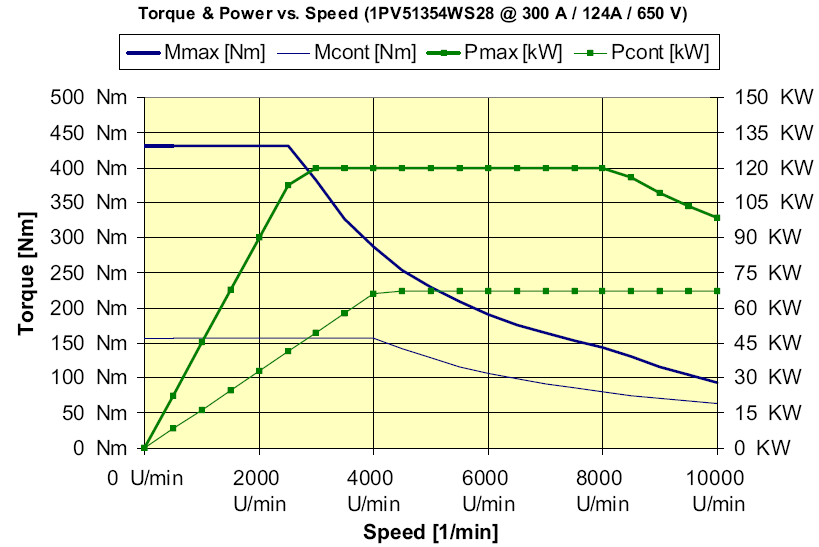 Torque & Power vs. Speed (1PV51354WS28 @ 300 A / 124A / 650 V)
Mmax [Nm] Mcont [Nm] Pmax [kW] Pcont [kW]
500 Nm 150 KW
450 Nm 135 KW
400 Nm 120 KW
350 Nm 105 KW
300 Nm 90 KW
250 Nm 75 KW
200 Nm 60 KW
150 Nm 45 KW
100 Nm 30 KW
50 Nm 15 KW
0 Nm 0 KW
Torque [Nm]
0 U/min 2000 4000 6000 8000 10000
U/min U/min U/min U/min U/min
Speed [1/min]